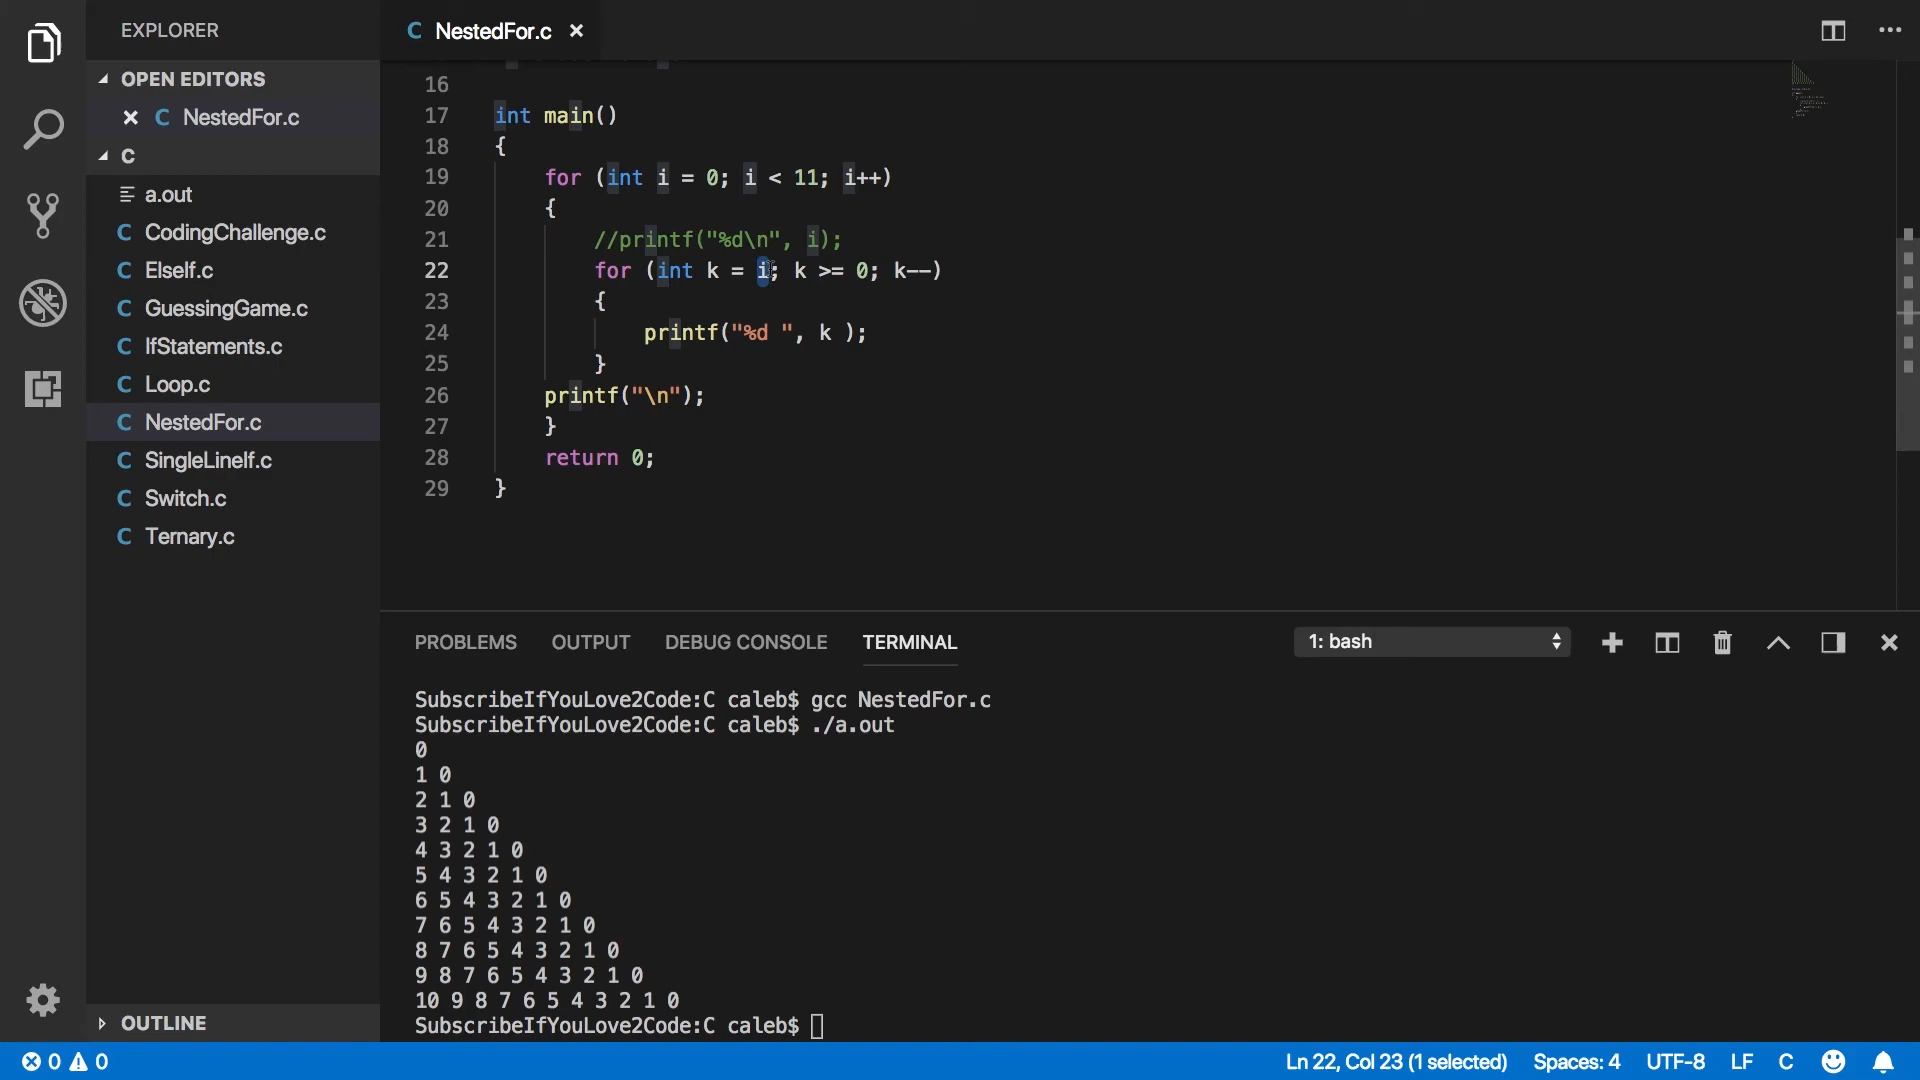 EXPLORER
OPEN EDITORS
C NestedFor.c
C
a.out
C CodingChallenge.c
C ElseIf.c
C GuessingGame.c
C IfStatements.c
C Loop.c
C NestedFor.c
C SingleLineIf.c
C Switch.c
C Ternary.c
OUTLINE
C NestedFor.c
16
17 int main()
18 {
19 for (int i = 0; i < 11; i++)
20 {
21 //printf("%d\n", i);
22 for (int k = i; k >= 0; k--)
23 {
24 printf("%d ", k );
25 }
26 printf("\n");
27 }
28 return 0;
29 }
PROBLEMS OUTPUT DEBUG CONSOLE TERMINAL 1: bash
SubscribeIfYouLove2Code:C caleb$ gcc NestedFor.c
SubscribeIfYouLove2Code:C caleb$ ./a.out
0
1 0
2 1 0
3 2 1 0
4 3 2 1 0
5 4 3 2 1 0
6 5 4 3 2 1 0
7 6 5 4 3 2 1 0
8 7 6 5 4 3 2 1 0
9 8 7 6 5 4 3 2 1 0
10 9 8 7 6 5 4 3 2 1 0
SubscribeIfYouLove2Code:C caleb$
0 0 Ln 22, Col 23 (1 selected) Spaces: 4 UTF-8 LF C